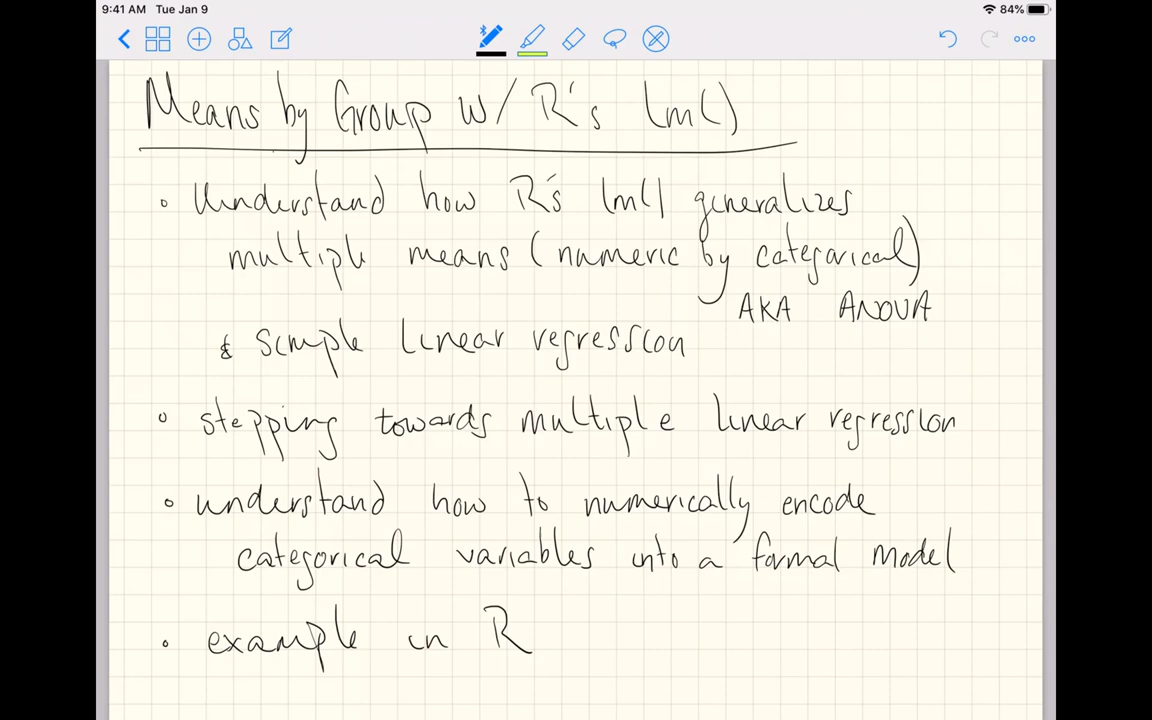 9:41 AM Tue Jan 9
84%
Means by Group w/ R's lm()
• Understand how R's lm() generalizes
multiple means (numeric by categorical)
AKA ANOVA
& simple linear regression
• stepping towards multiple linear regression
• understand how to numerically encode
categorical variables into a formal model
• example in R